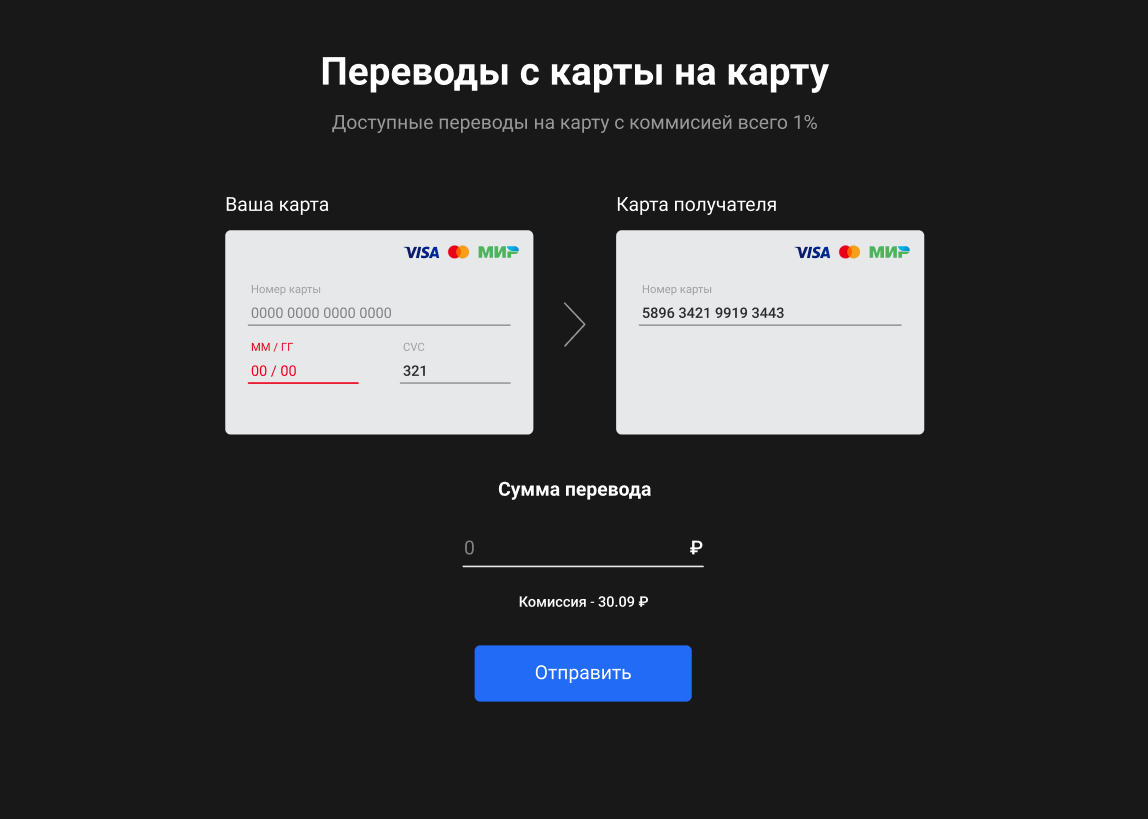 Переводы с карты на карту
Доступные переводы на карту с коммисией всего 1%
Ваша карта
VISA МИР
Номер карты
0000 0000 0000 0000
ММ / ГГ CVC
00 / 00 321
Карта получателя
VISA МИР
Номер карты
5896 3421 9919 3443
Сумма перевода
0 ₽
Комиссия - 30.09 ₽
Отправить